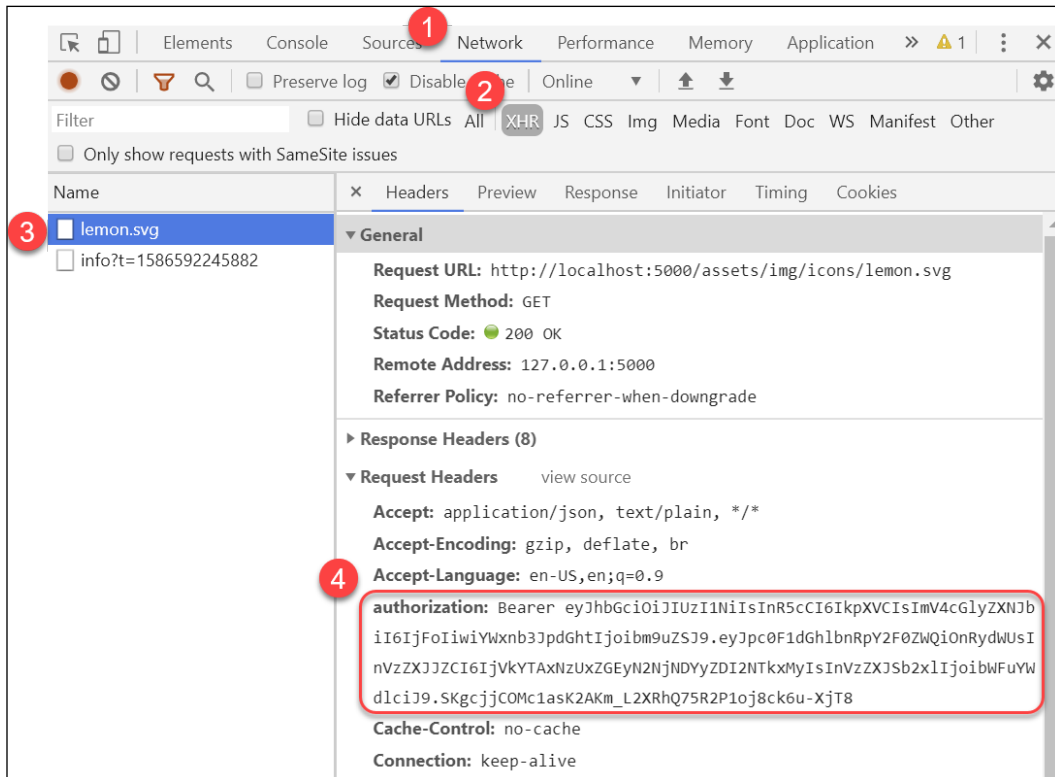 1
Elements Console Sources Network Performance Memory Application » 1
Preserve log Disable Online
2
Filter Hide data URLs All XHR JS CSS Img Media Font Doc WS Manifest Other
Only show requests with SameSite issues
Name × Headers Preview Response Initiator Timing Cookies
3 lemon.svg
info?t=1586592245882
General
Request URL: http://localhost:5000/assets/img/icons/lemon.svg
Request Method: GET
Status Code: 200 OK
Remote Address: 127.0.0.1:5000
Referrer Policy: no-referrer-when-downgrade
Response Headers (8)
Request Headers view source
Accept: application/json, text/plain, */*
Accept-Encoding: gzip, deflate, br
4
Accept-Language: en-US,en;q=0.9
authorization: Bearer eyJhbGciOiJIUzI1NiIsInR5cCI6IkpXVCIsImV4cGlyZXNJb
iI6IjFoIiwiYWxnb3JpdGhtIjoibm9uZSJ9.eyJpc0F1dGhlbnRpY2F0ZWQiOnRydWUsI
nVzZXJJZCI6IjVkYTAxNzUxZGEyN2NjNDYyZDI2NTkxMyIsInVzZXJSb2xlIjoibWFuYW
dlciJ9.SKgcjjCOMc1asK2AKm_L2XRhQ75R2P1oj8ck6u-XjT8
Cache-Control: no-cache
Connection: keep-alive